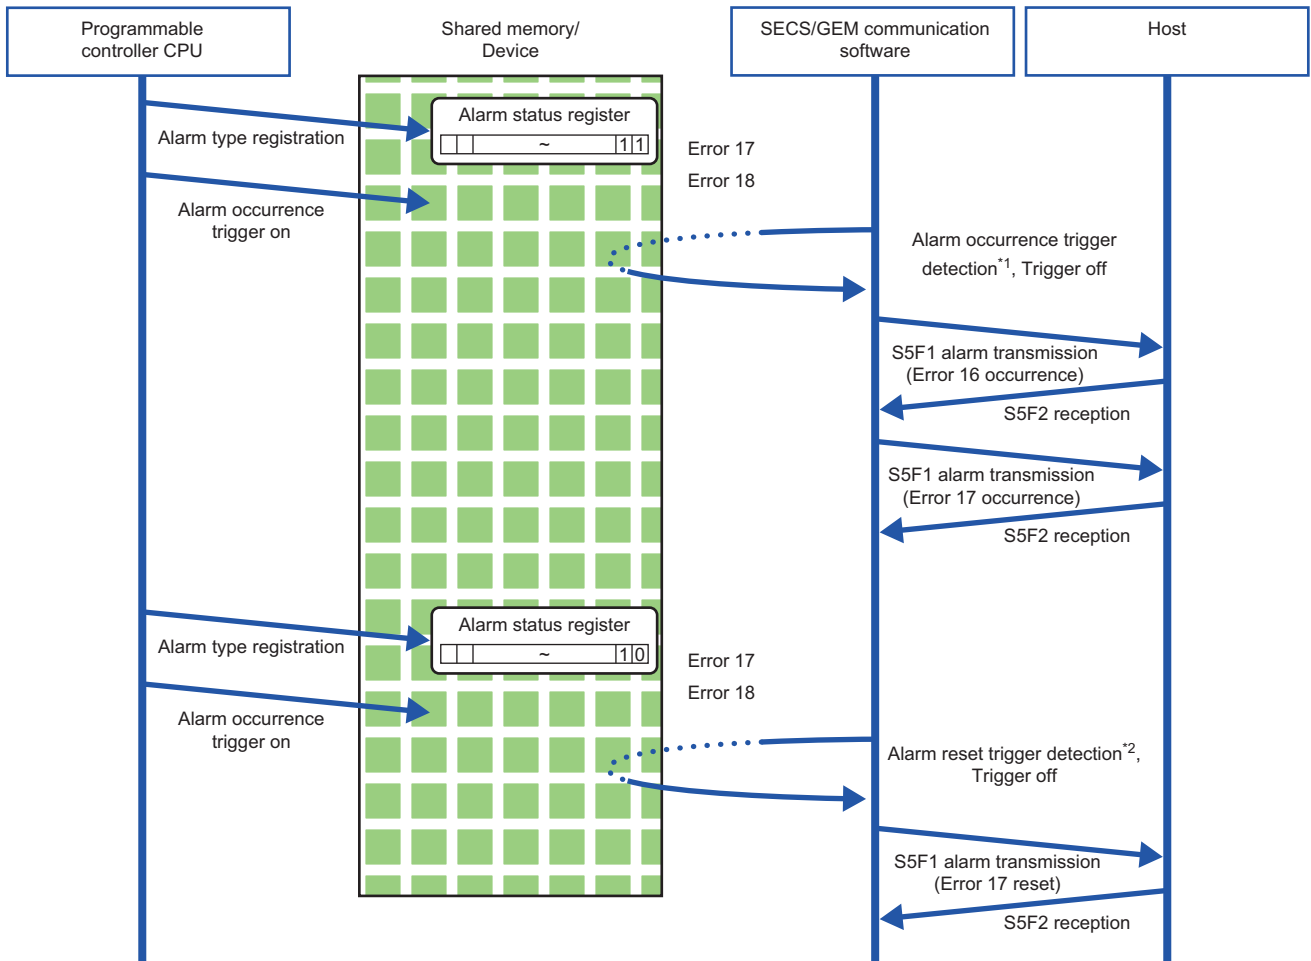 Programmable
controller CPU
Shared memory/
Device
SECS/GEM communication
software
Host
Alarm status register
~ 1 1
Alarm type registration
Error 17
Error 18
Alarm occurrence
trigger on
Alarm occurrence trigger
detection*1, Trigger off
S5F1 alarm transmission
(Error 16 occurrence)
S5F2 reception
S5F1 alarm transmission
(Error 17 occurrence)
S5F2 reception
Alarm status register
~ 1 0
Alarm type registration
Error 17
Error 18
Alarm occurrence
trigger on
Alarm reset trigger detection*2,
Trigger off
S5F1 alarm transmission
(Error 17 reset)
S5F2 reception